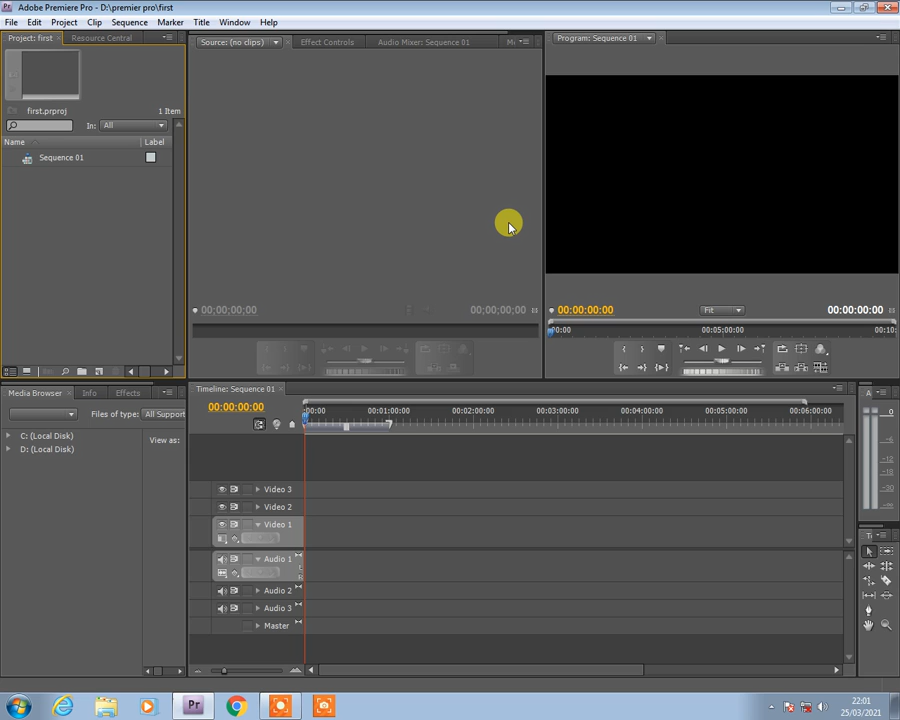 Adobe Premiere Pro - D:\premier pro\first
File Edit Project Clip Sequence Marker Title Window Help
Project: first Resource Central
Source: (no clips) Effect Controls Audio Mixer: Sequence 01
Program: Sequence 01
first.prproj 1 Item
In: All
Name Label
Sequence 01
00;00;00;00 00;00;00;00
00:00:00:00 Fit 00:00:00:00
00:00 00:05:00:00 00:10:
Media Browser Info Effects
Files of type: All Support
C: (Local Disk)
D: (Local Disk)
View as:
Timeline: Sequence 01
00:00:00:00
:00:00 00:01:00:00 00:02:00:00 00:03:00:00 00:04:00:00 00:05:00:00 00:06:00:00
Video 3
Video 2
Video 1
Audio 1
Audio 2
Audio 3
Master
A
0
-6
-12
-18
-30
Pr
22:01
25/03/2021